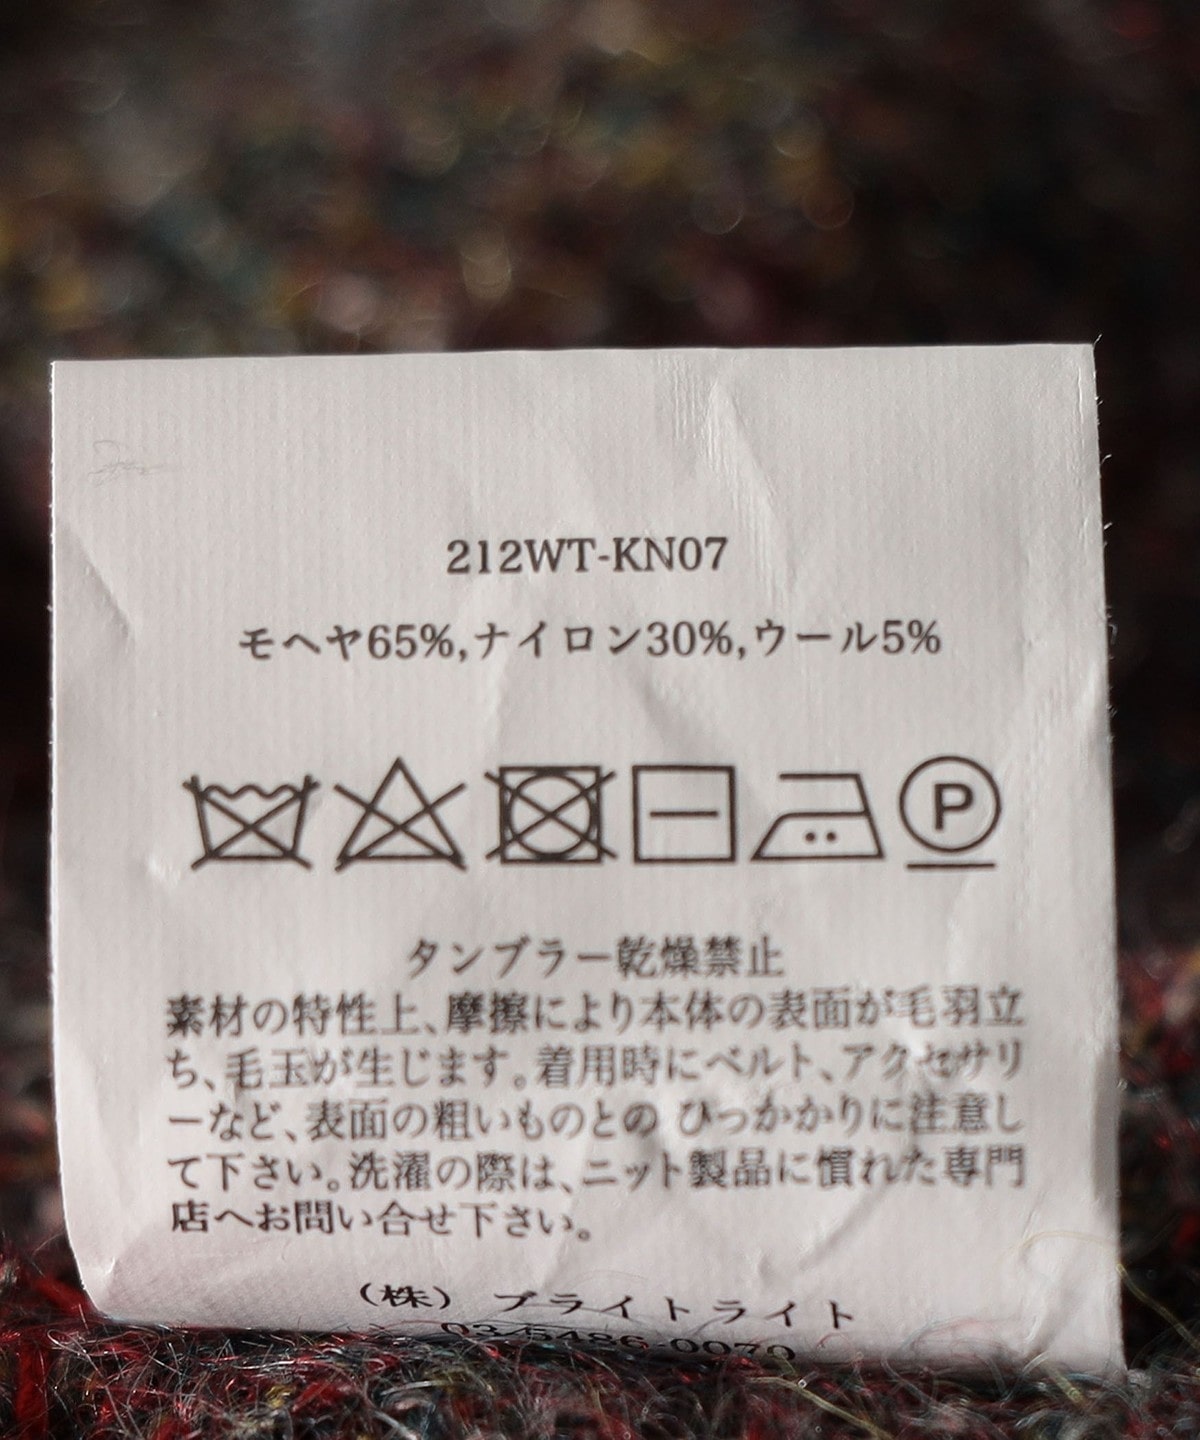 212WT-KN07
モヘヤ65%,ナイロン30%,ウール5%
P
タンブラー乾燥禁止
素材の特性上、摩擦により本体の表面が毛羽立
ち、毛玉が生じます。着用時にベルト、アクセサリ
ーなど、表面の粗いものとの ひっかかりに注意し
て下さい。洗濯の際は、ニット製品に慣れた専門
店へお問い合せ下さい。
(株) ブライトライト
03-5486-0070